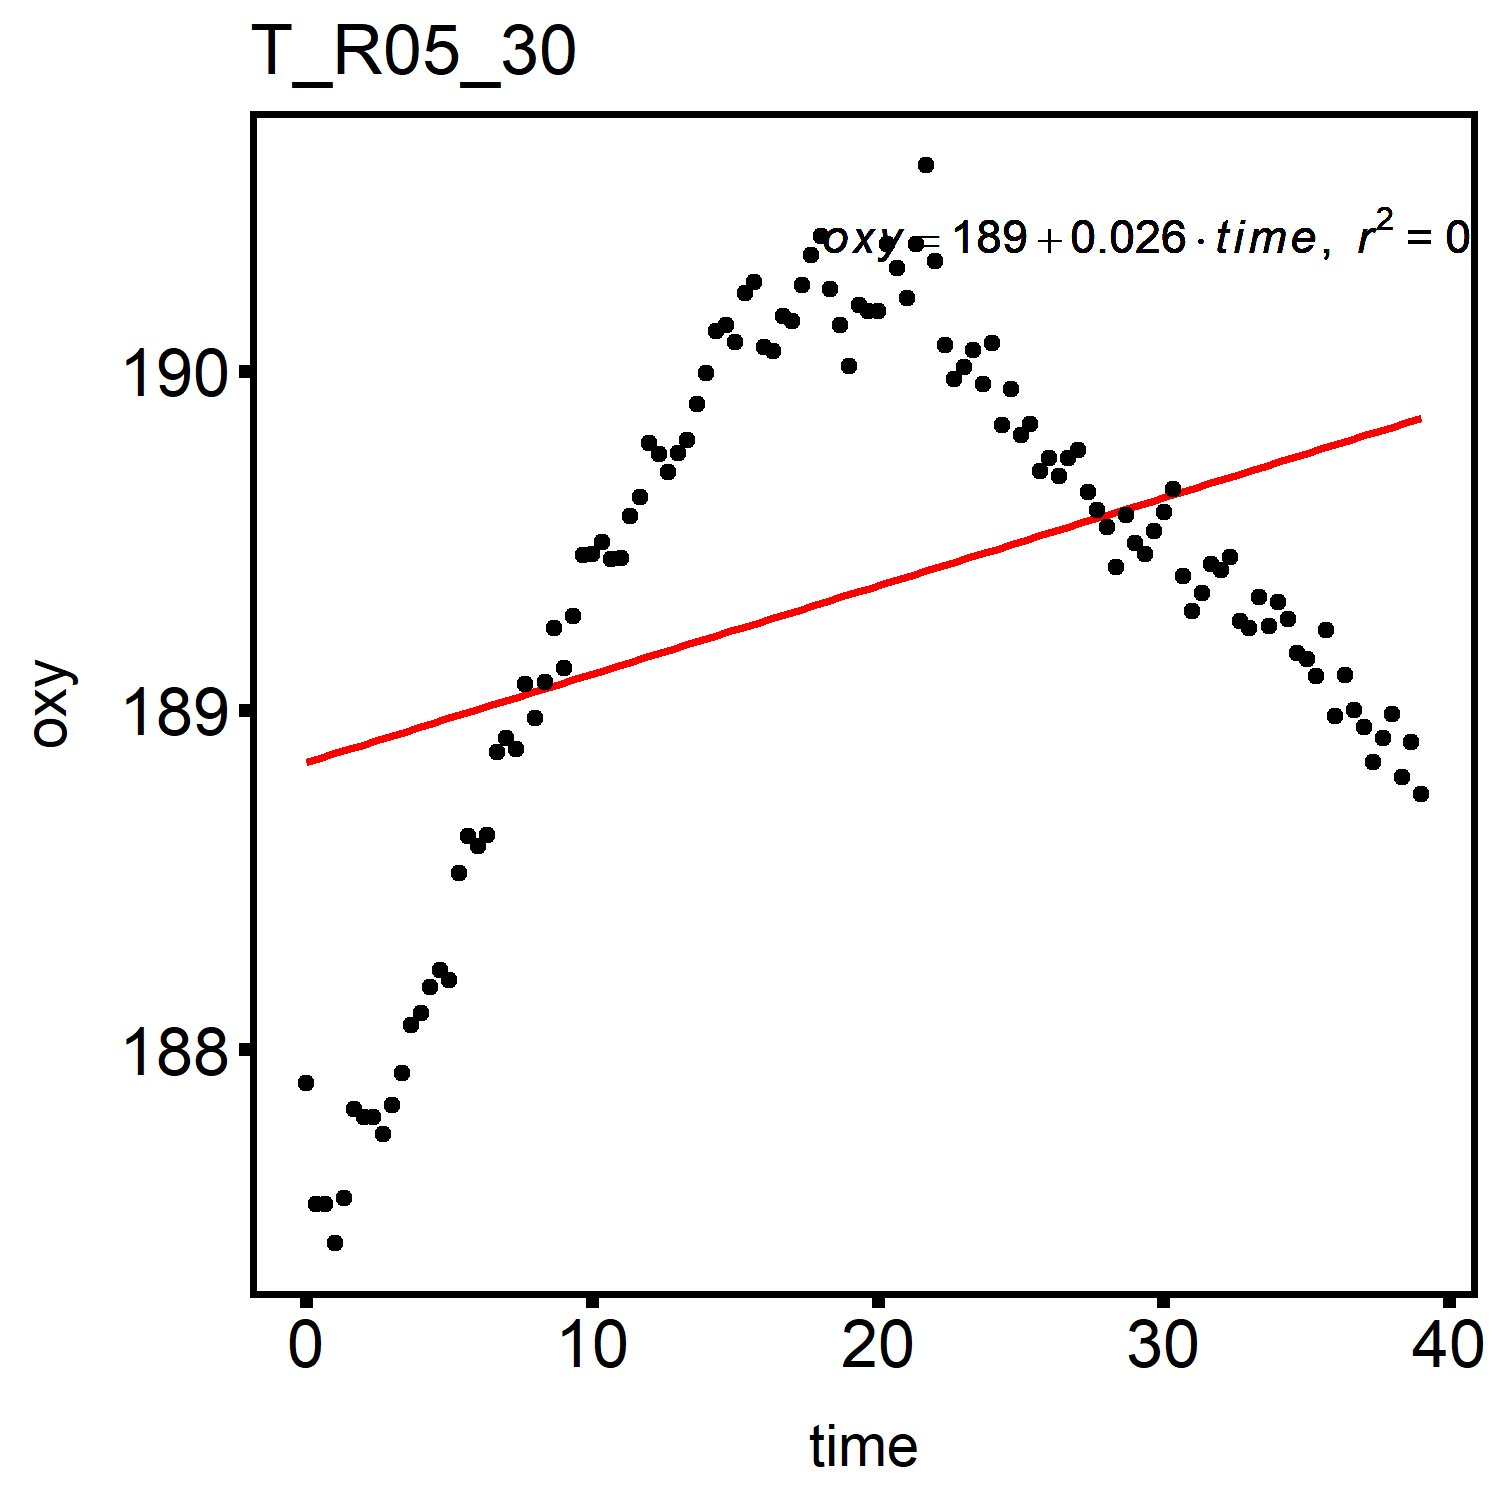 T_R05_30
oxy = 189 + 0.026 · time, r² = 0
190
189
188
oxy
0 10 20 30 40
time